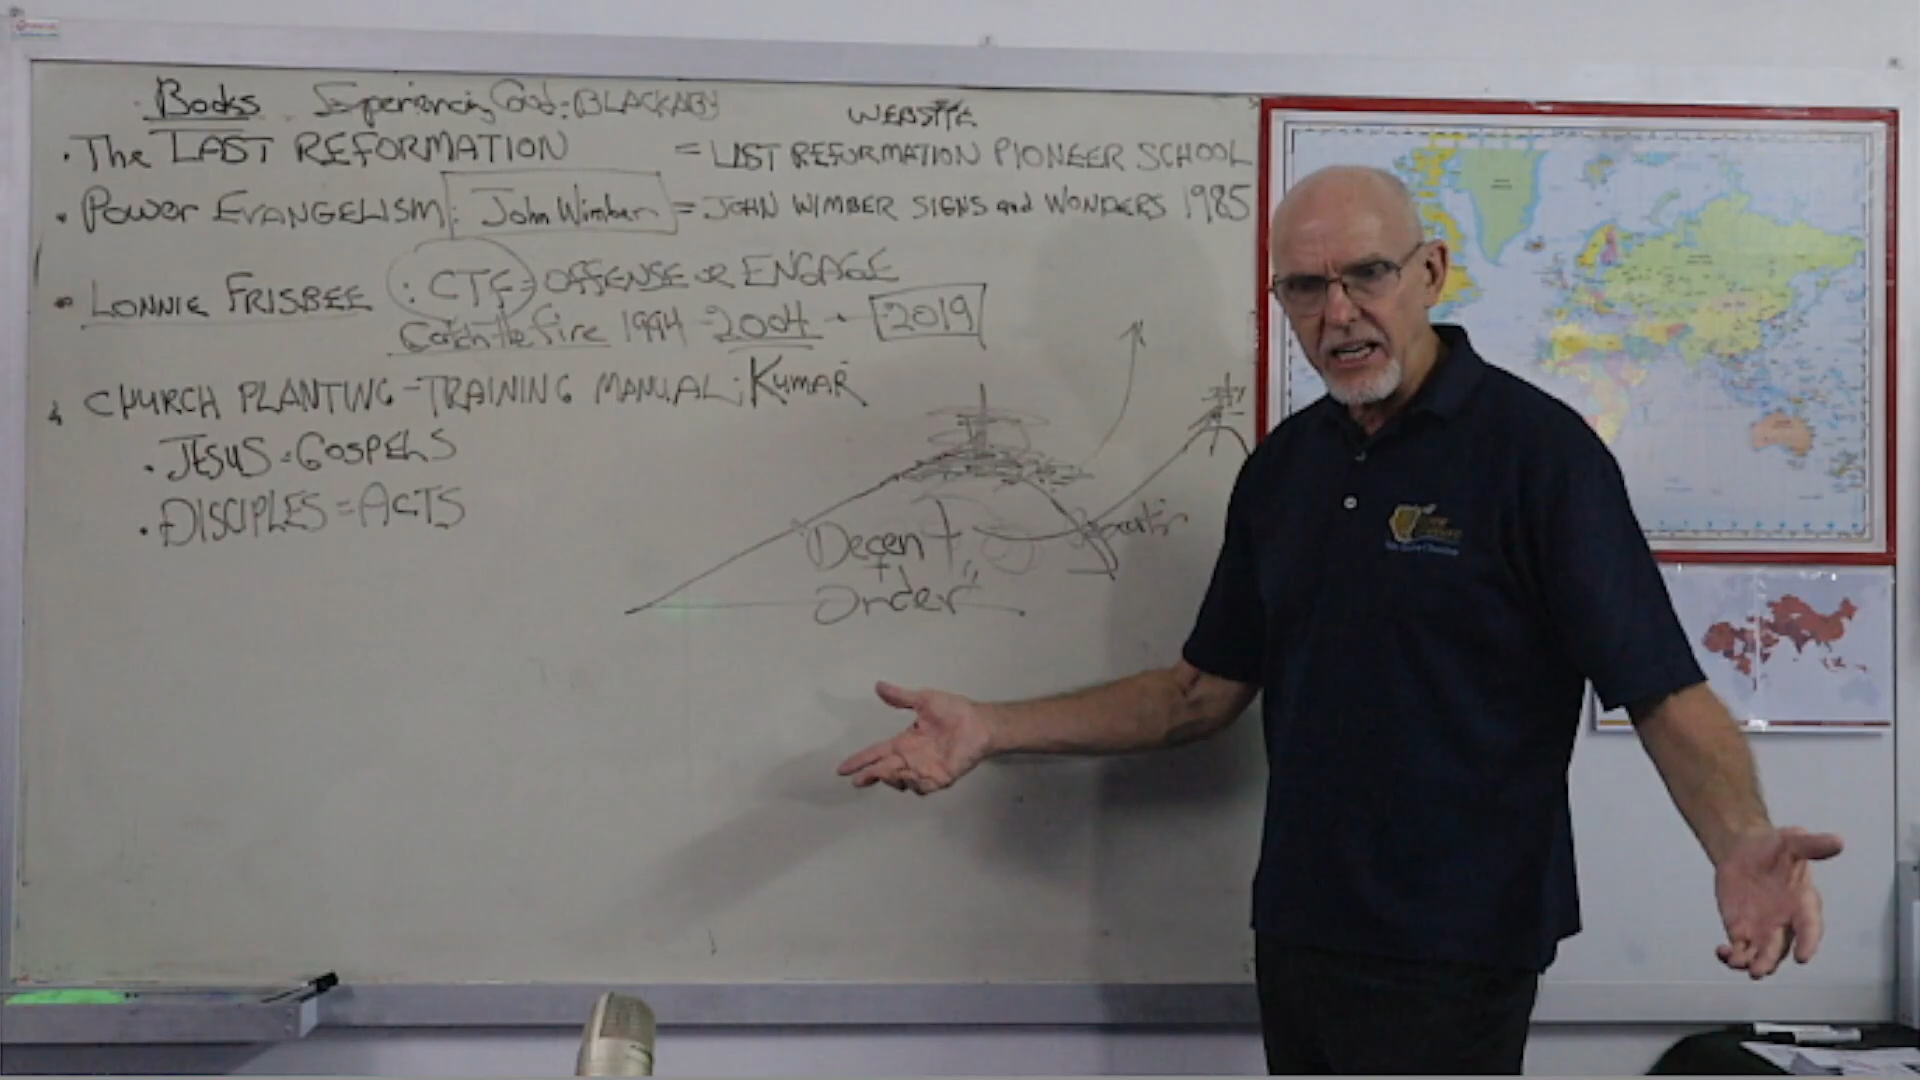 Books Experiencing God: BLACKABY
WEBSITE
• The LAST REFORMATION = LAST REFORMATION PIONEER SCHOOL
• POWER EVANGELISM: John Wimber = JOHN WIMBER SIGNS and WONDERS 1985
• LONNIE FRISBEE : CTF = OFFENSE or ENGAGE
Catch the Fire 1994 - 2004 - 2019
CHURCH PLANTING - TRAINING MANUAL: KUMAR
• JESUS = GOSPELS
• DISCIPLES = ACTS
Decent
+
Order"